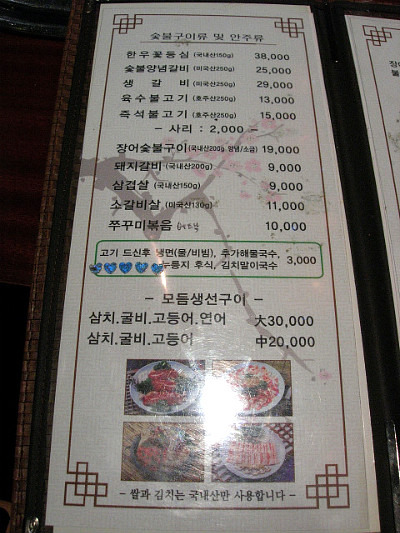 숯불구이류 및 안주류
한우꽃등심 (국내산150g) 38,000
숯불양념갈비 (미국산250g) 25,000
생갈비 (미국산250g) 29,000
육수불고기 (호주산250g) 13,000
즉석불고기 (호주산250g) 15,000
- 사리 : 2,000 -
장어숯불구이 (국내산200g 양념/소금) 19,000
돼지갈비 (국내산200g) 9,000
삼겹살 (국내산150g) 9,000
소갈비살 (미국산130g) 11,000
쭈꾸미볶음 10,000
고기 드신후 냉면(물/비빔), 추가해물국수, 3,000
누룽지 후식, 김치말이국수
- 모듬생선구이 -
삼치.굴비.고등어.연어 大30,000
삼치.굴비.고등어 中20,000
- 쌀과 김치는 국내산만 사용합니다 -